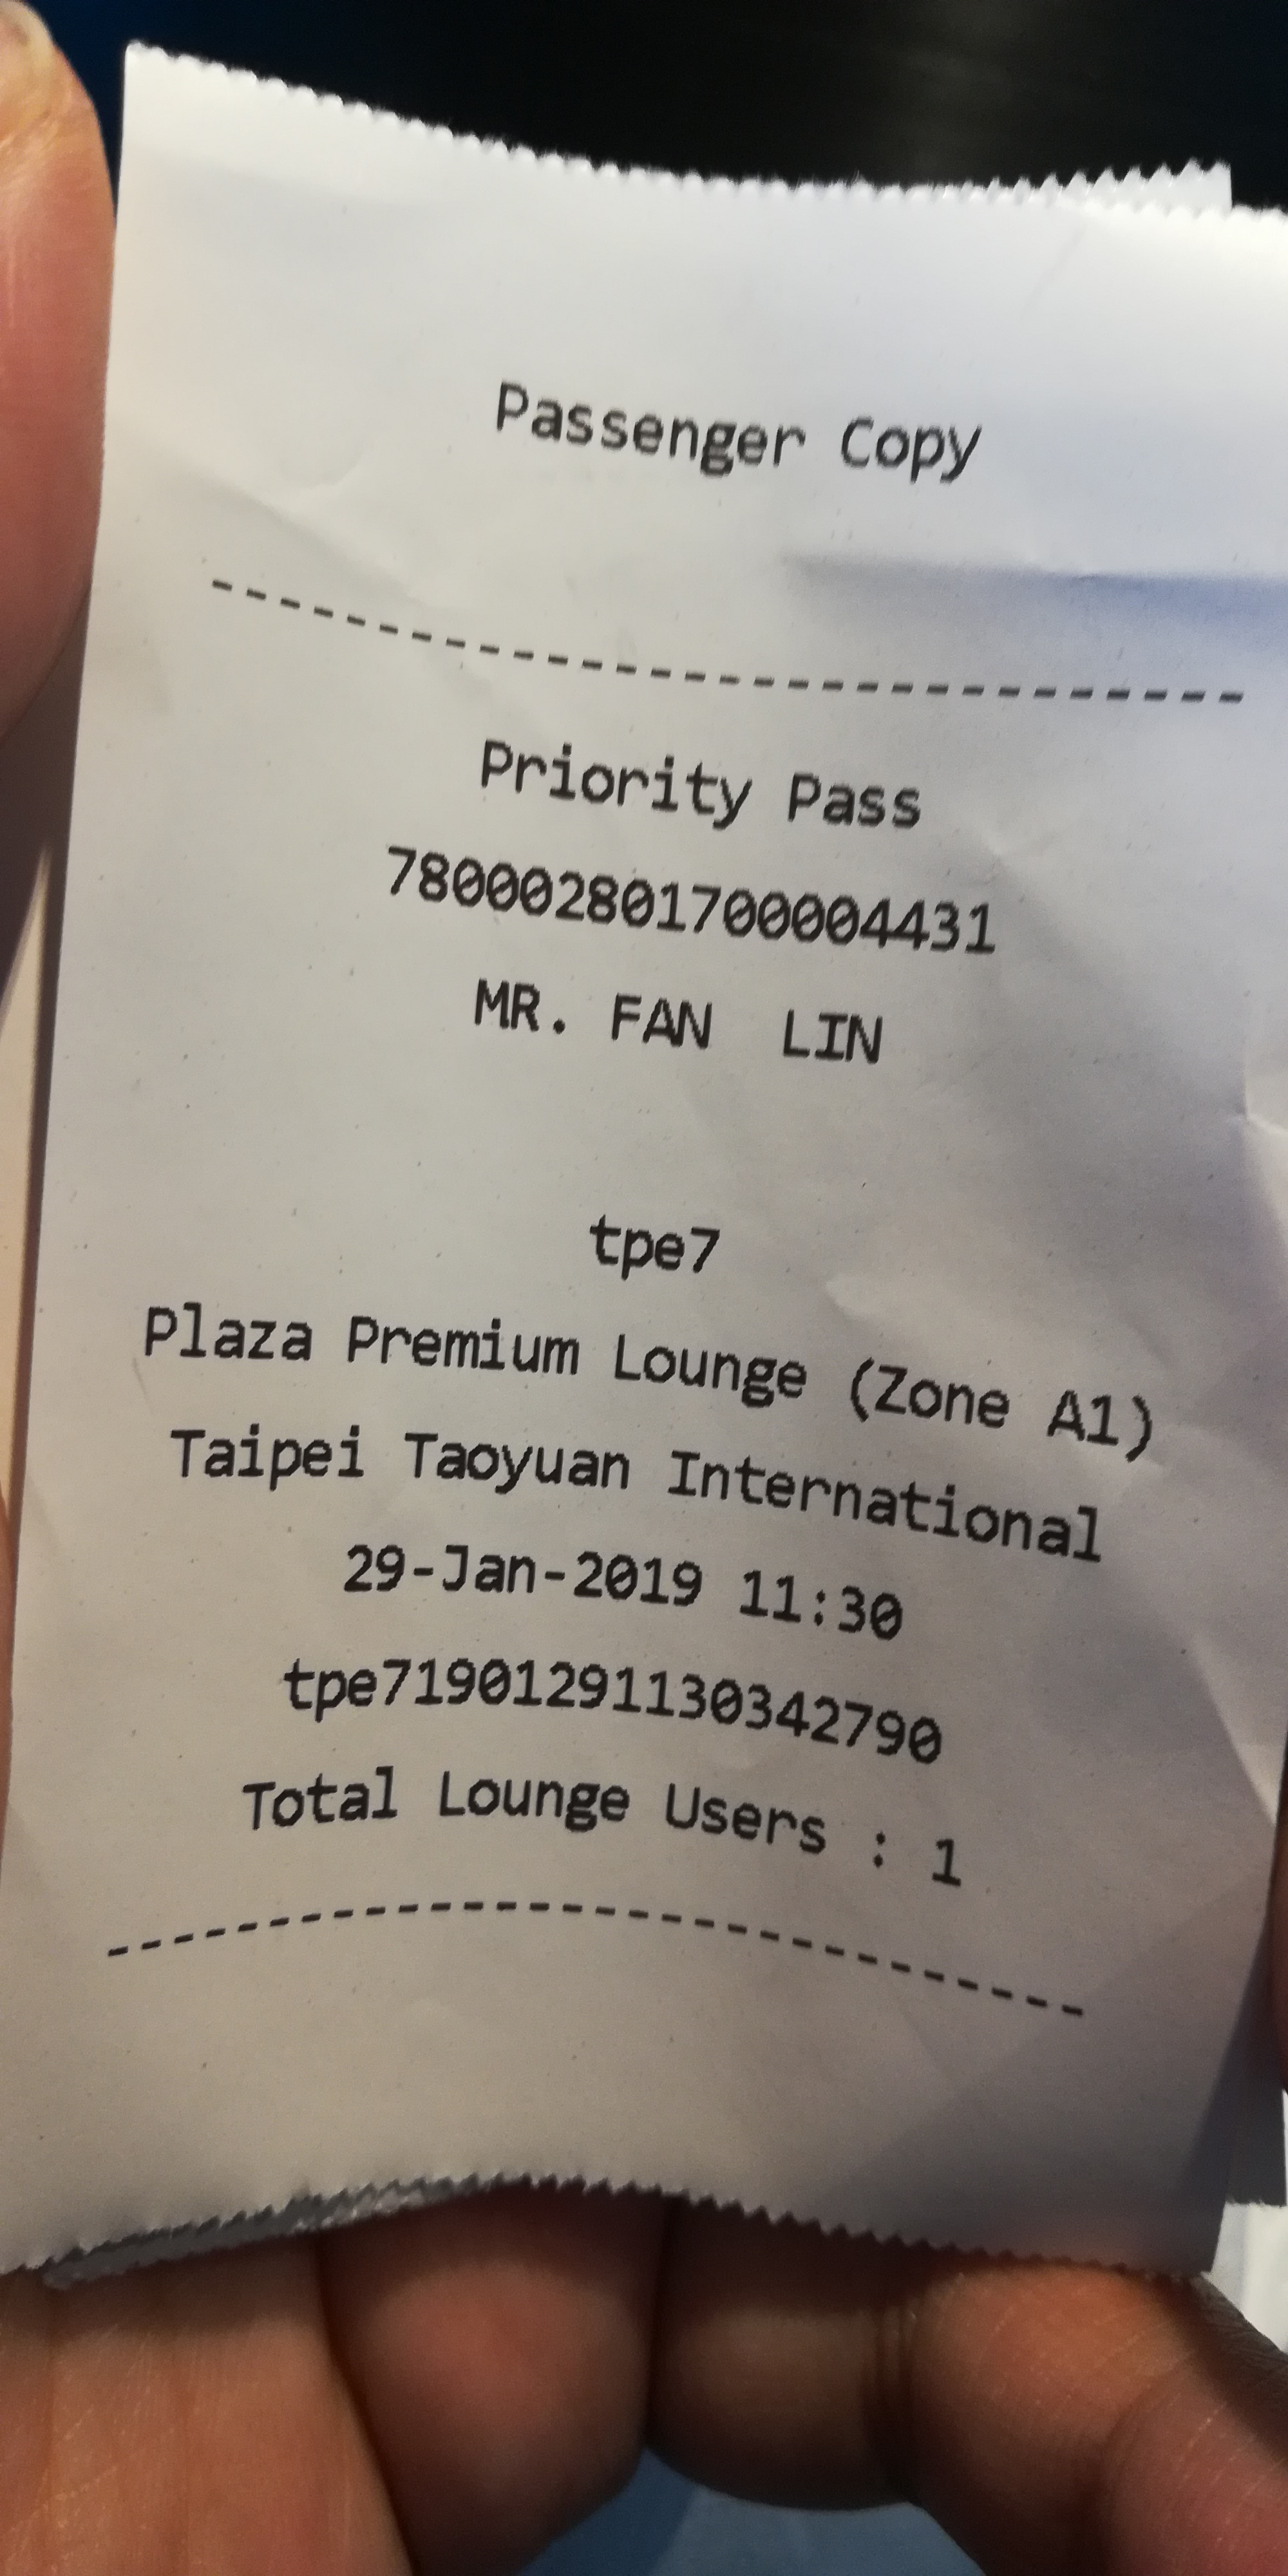 Passenger Copy
------------------------------
Priority Pass
780002801700004431
MR. FAN  LIN
tpe7
Plaza Premium Lounge (Zone A1)
Taipei Taoyuan International
29-Jan-2019 11:30
tpe71901291130342790
Total Lounge Users : 1
------------------------------